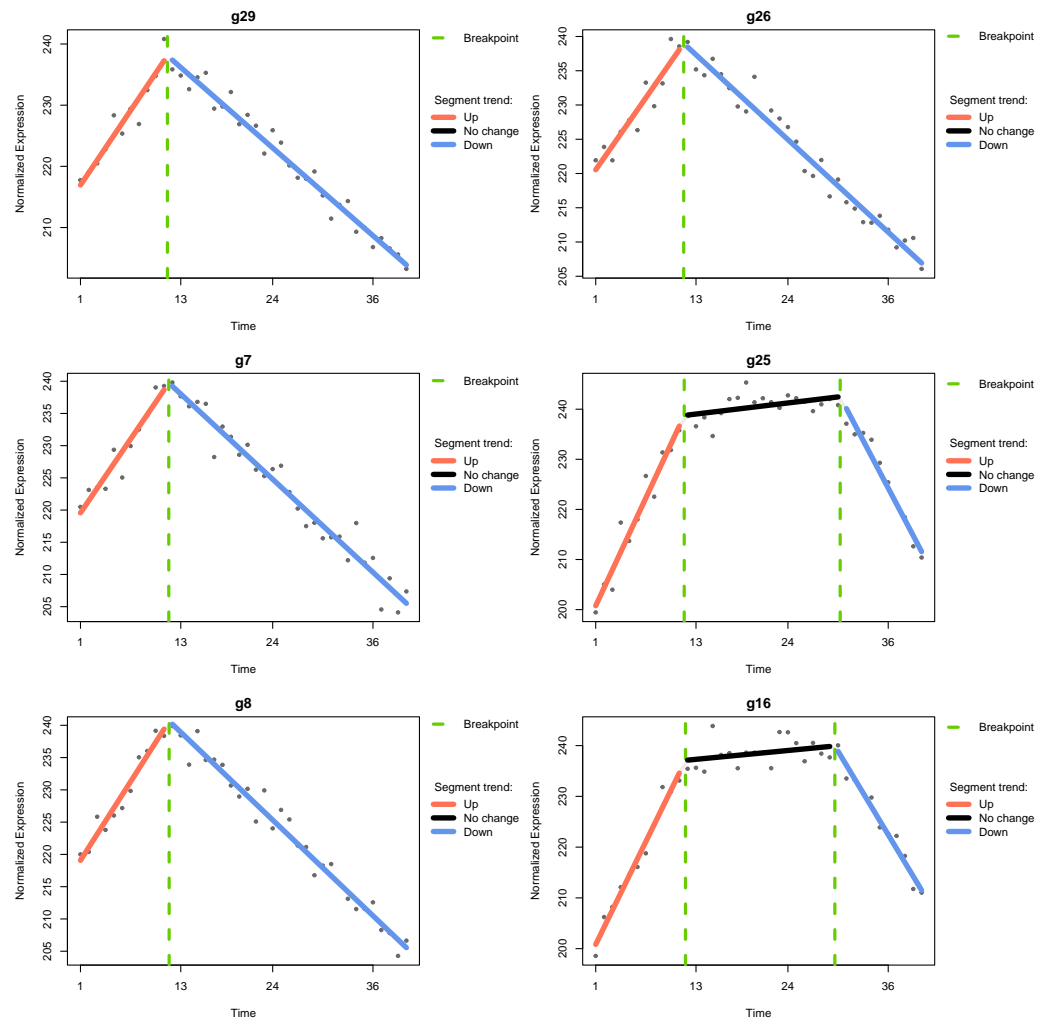 g29
Normalized Expression
210
220
230
240
1
13
24
36
Time
Breakpoint
Segment trend:
Up
No change
Down
g26
Normalized Expression
205
210
215
220
225
230
235
240
1
13
24
36
Time
Breakpoint
Segment trend:
Up
No change
Down
g7
Normalized Expression
205
210
215
220
225
230
235
240
1
13
24
36
Time
Breakpoint
Segment trend:
Up
No change
Down
g25
Normalized Expression
200
210
220
230
240
1
13
24
36
Time
Breakpoint
Segment trend:
Up
No change
Down
g8
Normalized Expression
205
210
215
220
225
230
235
240
1
13
24
36
Time
Breakpoint
Segment trend:
Up
No change
Down
g16
Normalized Expression
200
210
220
230
240
1
13
24
36
Time
Breakpoint
Segment trend:
Up
No change
Down